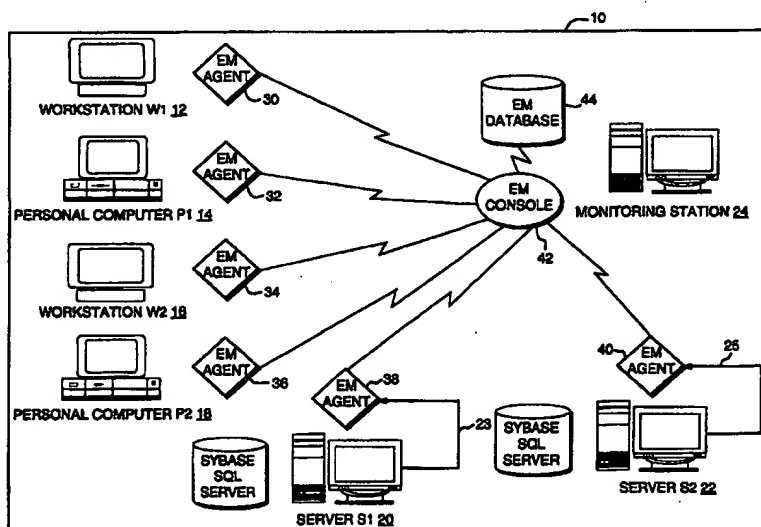 10
EM
AGENT
30
WORKSTATION W1 12
EM
DATABASE
44
EM
AGENT
32
PERSONAL COMPUTER P1 14
EM
CONSOLE
42
MONITORING STATION 24
EM
AGENT
34
WORKSTATION W2 16
EM
AGENT
36
PERSONAL COMPUTER P2 18
EM
AGENT
38
40
EM
AGENT
25
23
SYBASE
SQL
SERVER
SERVER S1 20
SYBASE
SQL
SERVER
SERVER S2 22